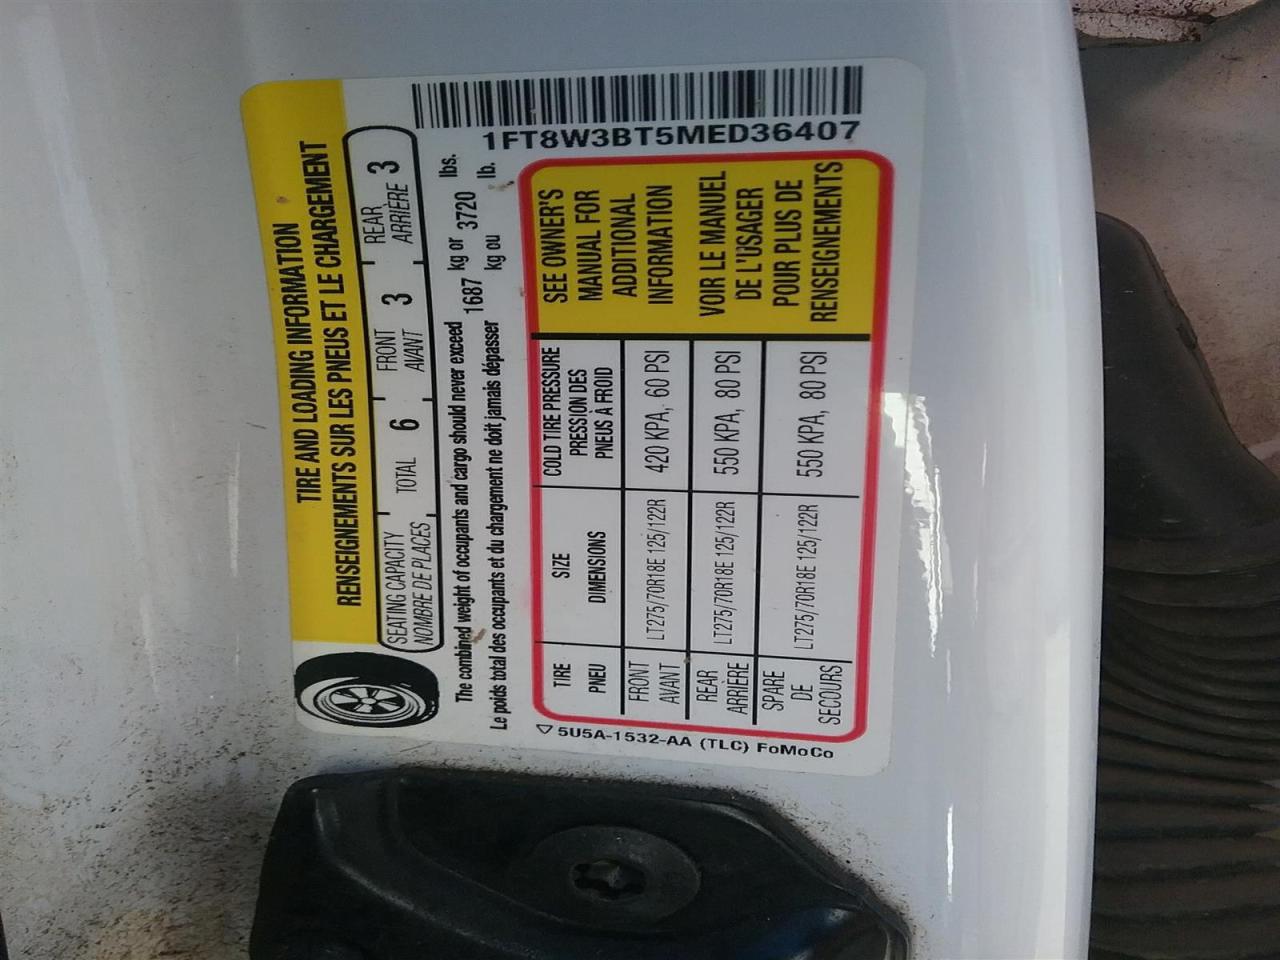 TIRE AND LOADING INFORMATION
RENSEIGNEMENTS SUR LES PNEUS ET LE CHARGEMENT
SEATING CAPACITY TOTAL 6 FRONT 3 REAR 3
NOMBRE DE PLACES AVANT ARRIÈRE
The combined weight of occupants and cargo should never exceed 1687 kg or 3720 lbs.
Le poids total des occupants et du chargement ne doit jamais dépasser kg ou lb.
1FT8W3BT5MED36407
TIRE SIZE COLD TIRE PRESSURE
PNEU DIMENSIONS PRESSION DES PNEUS À FROID
FRONT AVANT LT275/70R18E 125/122R 420 KPA, 60 PSI
REAR ARRIÈRE LT275/70R18E 125/122R 550 KPA, 80 PSI
SPARE DE SECOURS LT275/70R18E 125/122R 550 KPA, 80 PSI
SEE OWNER'S
MANUAL FOR
ADDITIONAL
INFORMATION
VOIR LE MANUEL
DE L'USAGER
POUR PLUS DE
RENSEIGNEMENTS
5U5A-1532-AA (TLC) FoMoCo